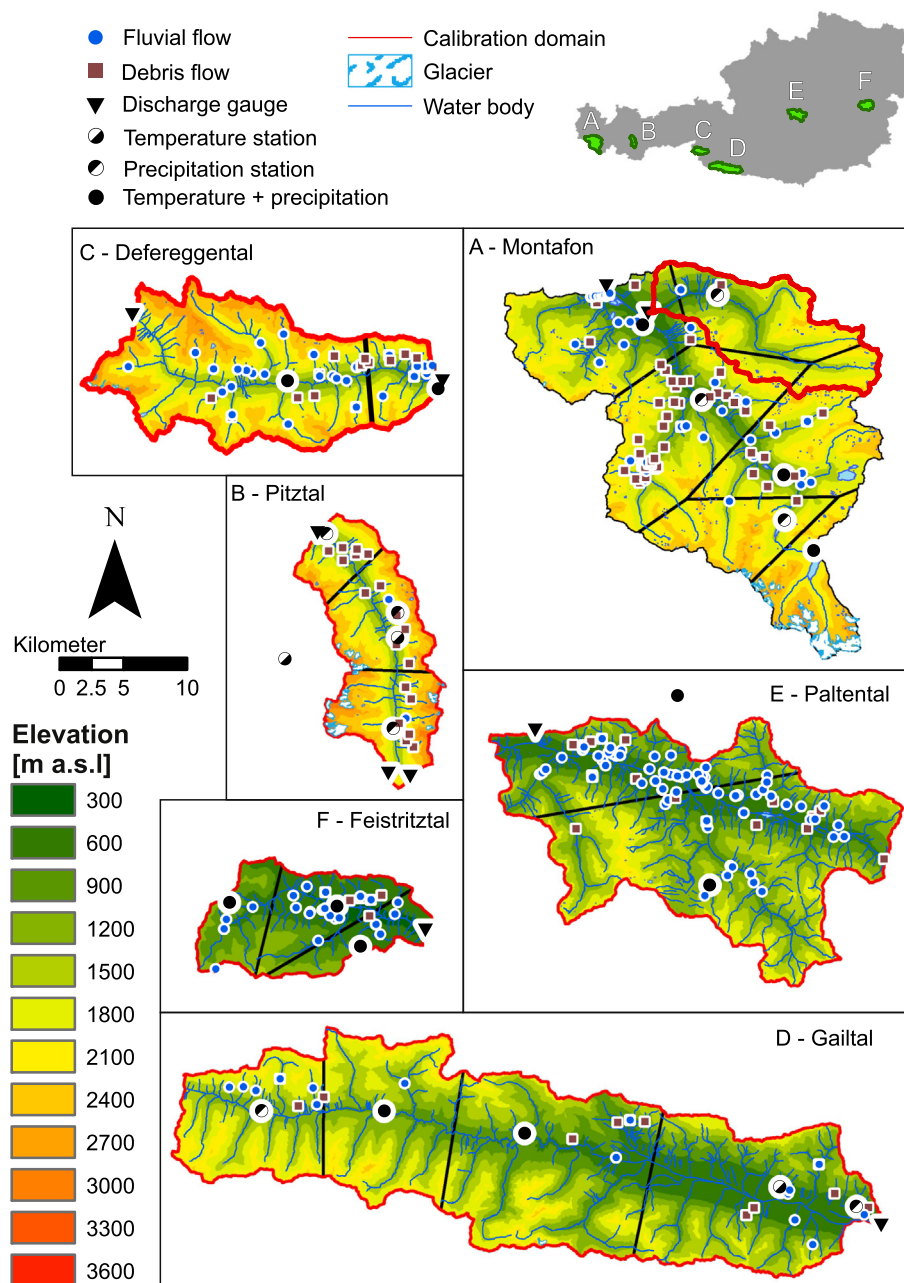 Fluvial flow
Debris flow
Discharge gauge
Temperature station
Precipitation station
Temperature + precipitation
Calibration domain
Glacier
Water body
A
B
C
D
E
F
C - Defereggental
A - Montafon
B - Pitztal
N
Kilometer
0 2.5 5 10
E - Paltental
Elevation
[m a.s.l]
300
600
900
1200
1500
1800
2100
2400
2700
3000
3300
3600
F - Feistritztal
D - Gailtal